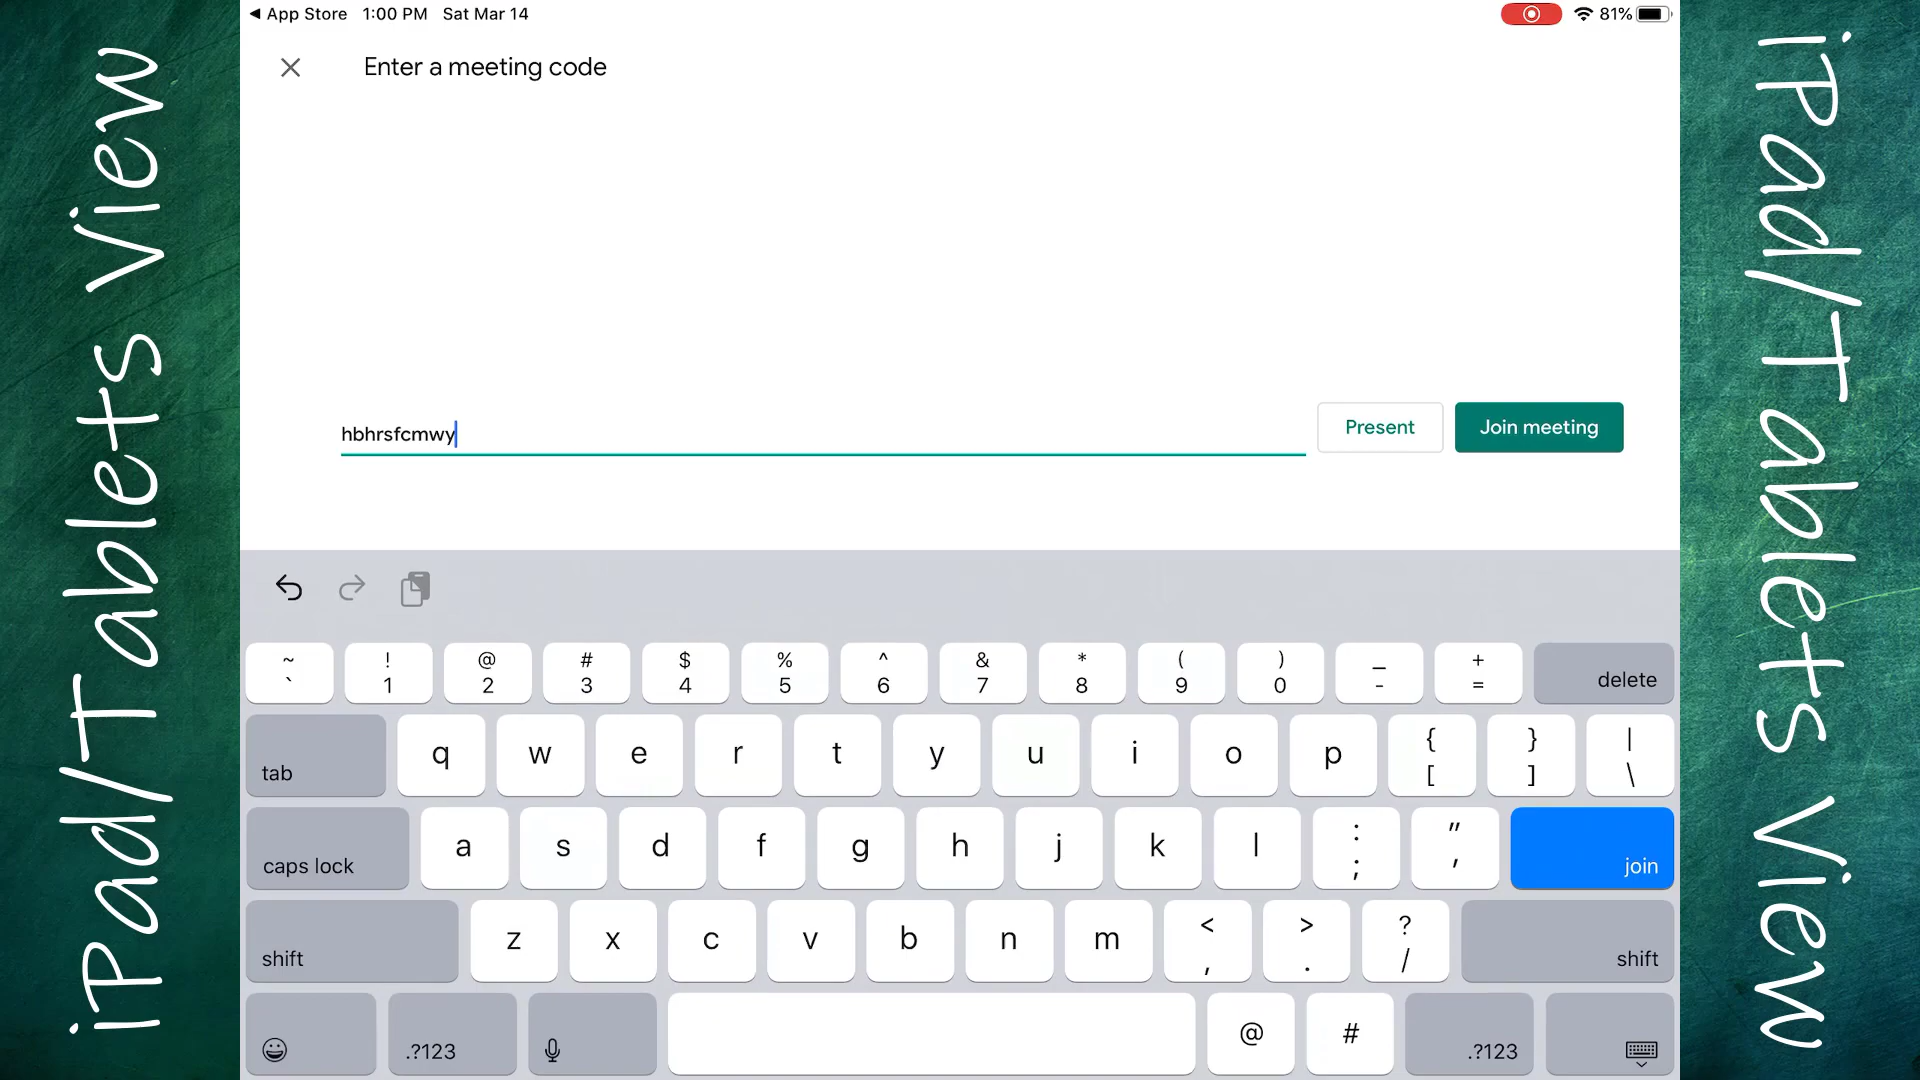 ◀ App Store 1:00 PM Sat Mar 14 81%
Enter a meeting code
hbhrsfcmwy
Present
Join meeting
~ ! @ # $ % ^ & * ( ) _ +
` 1 2 3 4 5 6 7 8 9 0 - = delete
tab q w e r t y u i o p { [ } ] | \
caps lock a s d f g h j k l : ; " ' join
shift z x c v b n m < , > . ? / shift
.?123 @ # .?123
iPad/Tablets View
iPad/Tablets View